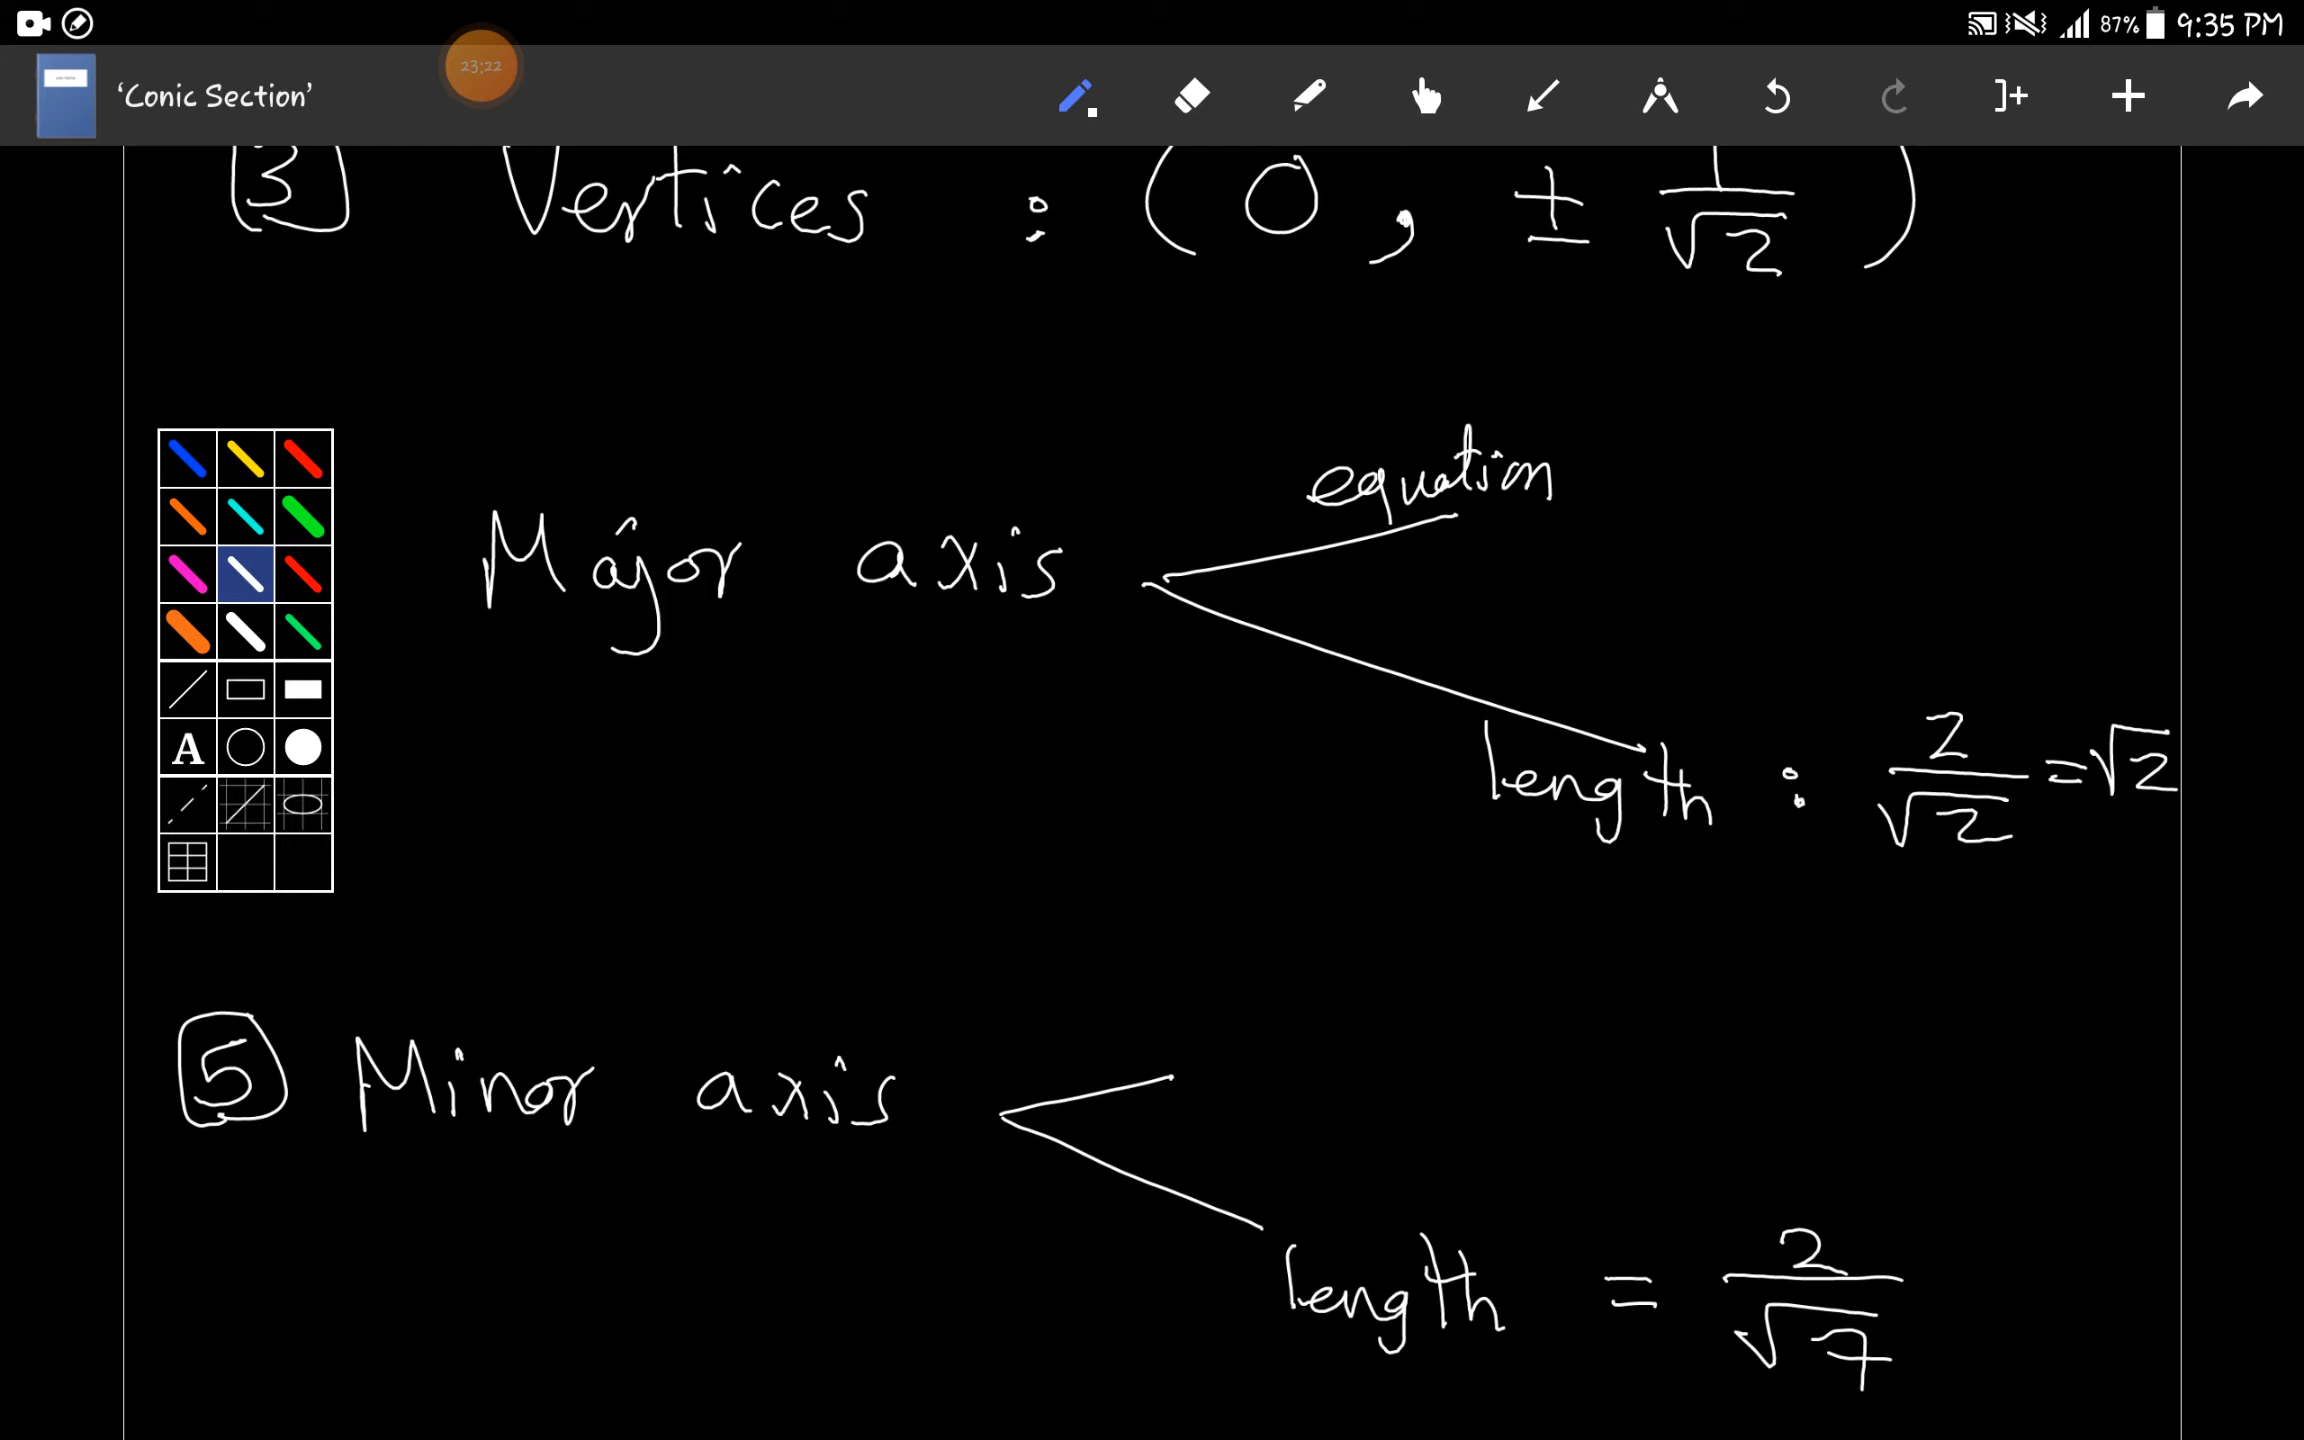 87% 9:35 PM
'Conic Section' 23:22
3 Vertices : (0, ± 1/√2)
equation
Major axis
length : 2/√2 = √2
A
5 Minor axis
length = 2/√7